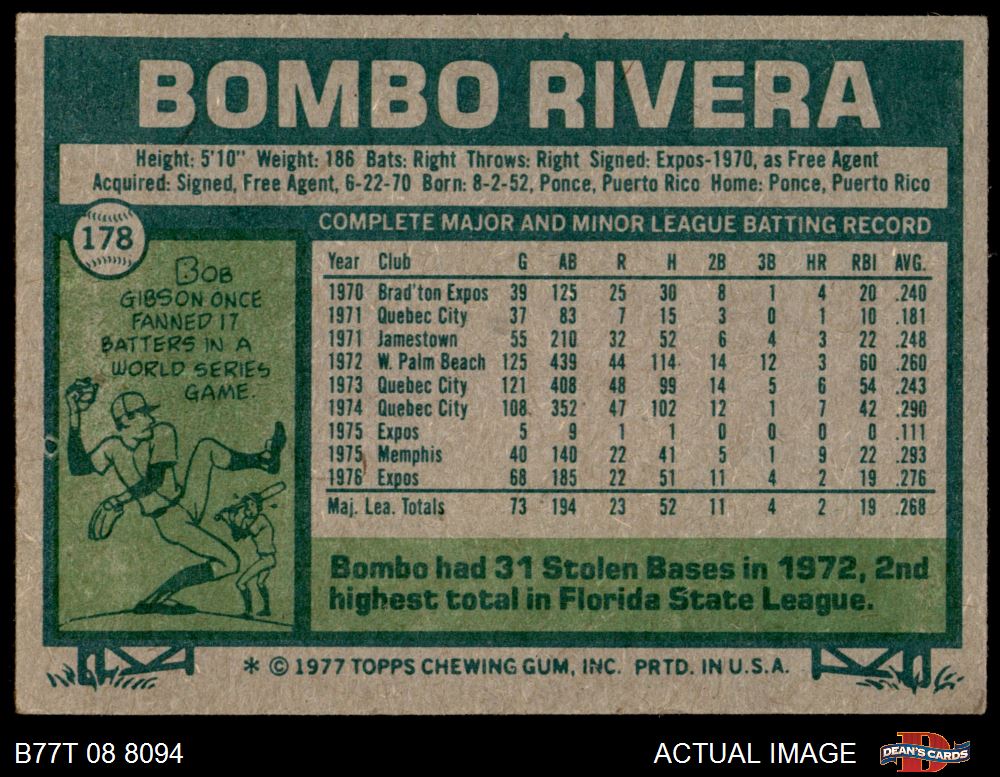 BOMBO RIVERA
Height: 5'10" Weight: 186 Bats: Right Throws: Right Signed: Expos-1970, as Free Agent
Acquired: Signed, Free Agent, 6-22-70 Born: 8-2-52, Ponce, Puerto Rico Home: Ponce, Puerto Rico
178
COMPLETE MAJOR AND MINOR LEAGUE BATTING RECORD
BOB
GIBSON ONCE
FANNED 17
BATTERS IN A
WORLD SERIES
GAME.
Year Club G AB R H 2B 3B HR RBI AVG.
1970 Brad'ton Expos 39 125 25 30 8 1 4 20 .240
1971 Quebec City 37 83 7 15 3 0 1 10 .181
1971 Jamestown 55 210 32 52 6 4 3 22 .248
1972 W. Palm Beach 125 439 44 114 14 12 3 60 .260
1973 Quebec City 121 408 48 99 14 5 6 54 .243
1974 Quebec City 108 352 47 102 12 1 7 42 .290
1975 Expos 5 9 1 1 0 0 0 0 .111
1975 Memphis 40 140 22 41 5 1 9 22 .293
1976 Expos 68 185 22 51 11 4 2 19 .276
Maj. Lea. Totals 73 194 23 52 11 4 2 19 .268
Bombo had 31 Stolen Bases in 1972, 2nd
highest total in Florida State League.
* © 1977 TOPPS CHEWING GUM, INC. PRTD. IN U.S.A.
B77T 08 8094
ACTUAL IMAGE
D
DEAN'S CARDS